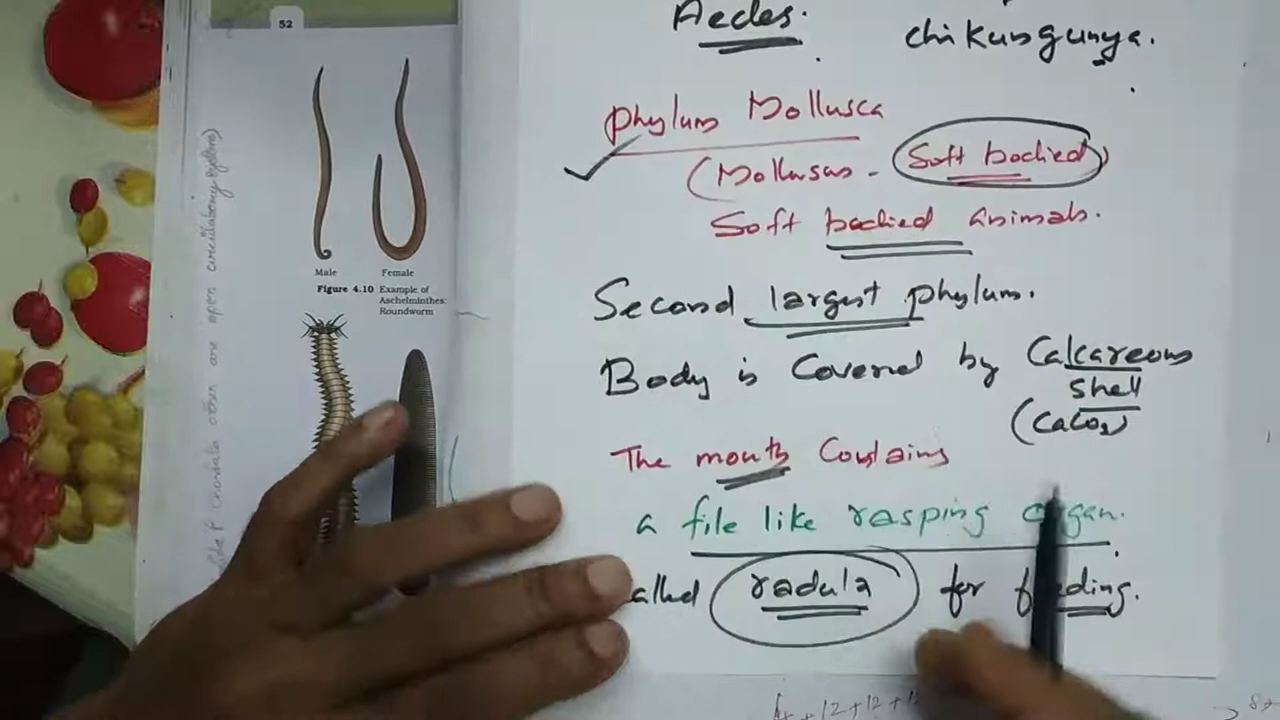 52
Male Female
Figure 4.10 Example of
Aschelminthes:
Roundworm
Aedes.
chikungunya.
phylum Mollusca
(Molluscus - Soft bodied)
Soft bodied animals.
Second largest phylum.
Body is Covered by Calcareous
shell
(CaCO3)
The mouth Contains
a file like rasping organ.
called radula for feeding.